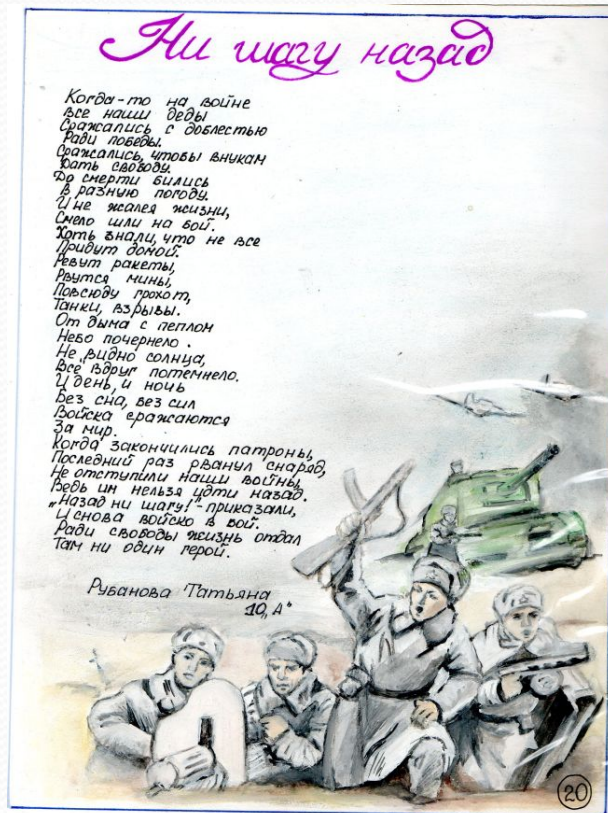 Ни шагу назад
Когда-то на войне
Все наши деды
Сражались с доблестью
Ради победы.
Сражались, чтобы внукам
Дать свободу.
До смерти бились
В разную погоду.
И не жалея жизни,
Смело шли на бой.
Хоть знали, что не все
Придут домой.
Ревут ракеты,
Рвутся мины,
Повсюду грохот,
Танки, взрывы.
От дыма с пеплом
Небо почернело.
Не видно солнца,
Всё вдруг потемнело.
И день, и ночь
Без сна, без сил
Войска сражаются
За мир.
Когда закончились патроны,
Последний раз рванул снаряд,
Не отступили наши войны,
Ведь им нельзя идти назад.
„Назад ни шагу!" - приказали,
И снова войско в бой.
Ради свободы жизнь отдал
Там ни один герой.
Рубанова Татьяна
10„А"
20